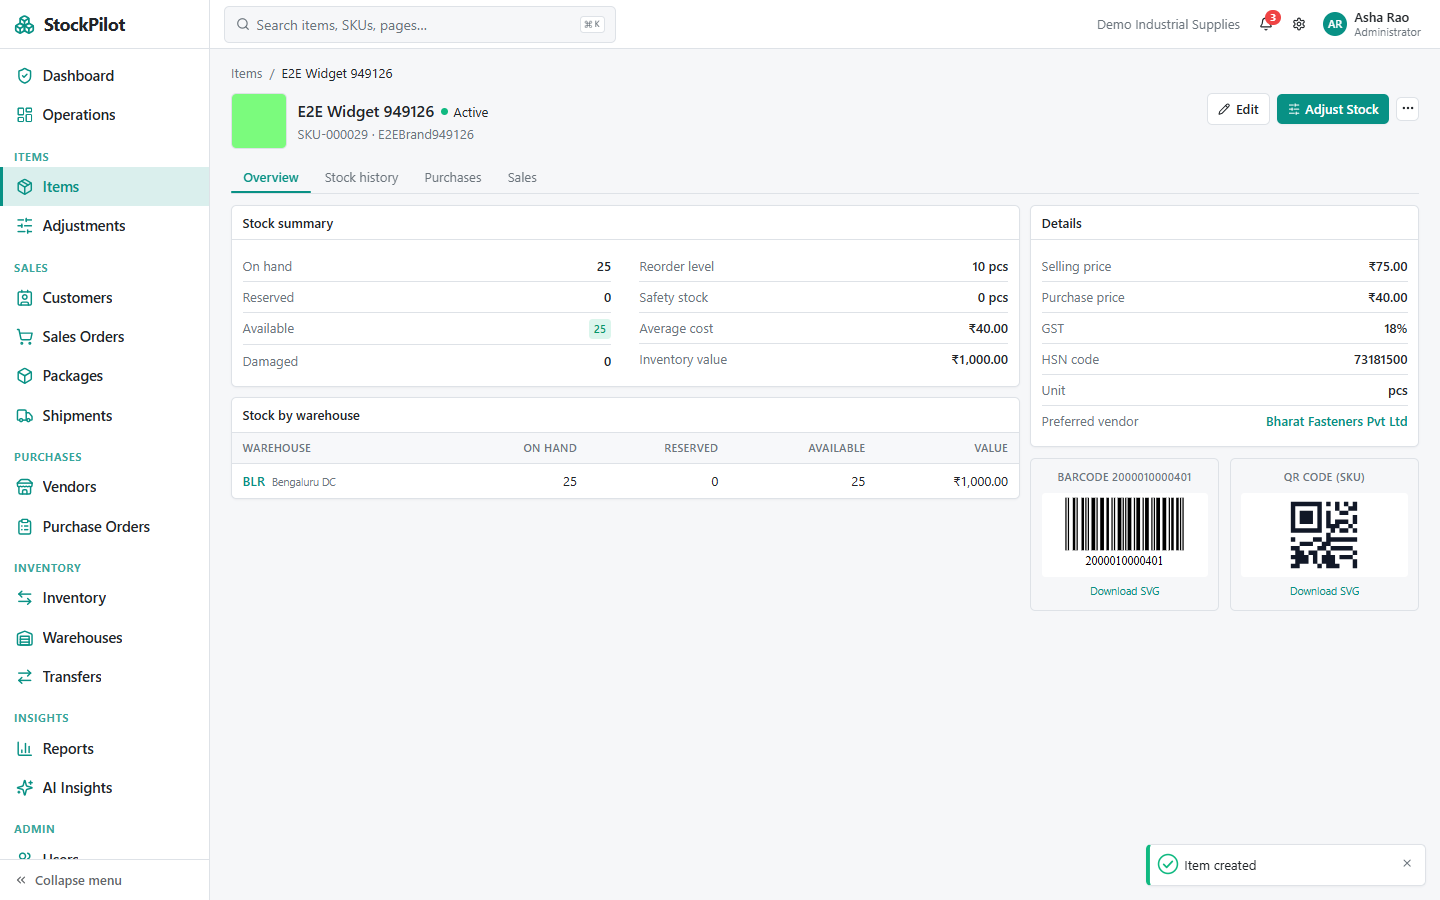 StockPilot
Search items, SKUs, pages...
⌘K
Demo Industrial Supplies
3
AR
Asha Rao
Administrator
Dashboard
Operations
ITEMS
Items
Adjustments
SALES
Customers
Sales Orders
Packages
Shipments
PURCHASES
Vendors
Purchase Orders
INVENTORY
Inventory
Warehouses
Transfers
INSIGHTS
Reports
AI Insights
ADMIN
Users
Collapse menu
Items / E2E Widget 949126
E2E Widget 949126
Active
SKU-000029 · E2EBrand949126
Edit
Adjust Stock
Overview
Stock history
Purchases
Sales
Stock summary
On hand 25
Reserved 0
Available 25
Damaged 0
Reorder level 10 pcs
Safety stock 0 pcs
Average cost ₹40.00
Inventory value ₹1,000.00
Stock by warehouse
WAREHOUSE ON HAND RESERVED AVAILABLE VALUE
BLR Bengaluru DC 25 0 25 ₹1,000.00
Details
Selling price ₹75.00
Purchase price ₹40.00
GST 18%
HSN code 73181500
Unit pcs
Preferred vendor Bharat Fasteners Pvt Ltd
BARCODE 2000010000401
2000010000401
Download SVG
QR CODE (SKU)
Download SVG
Item created